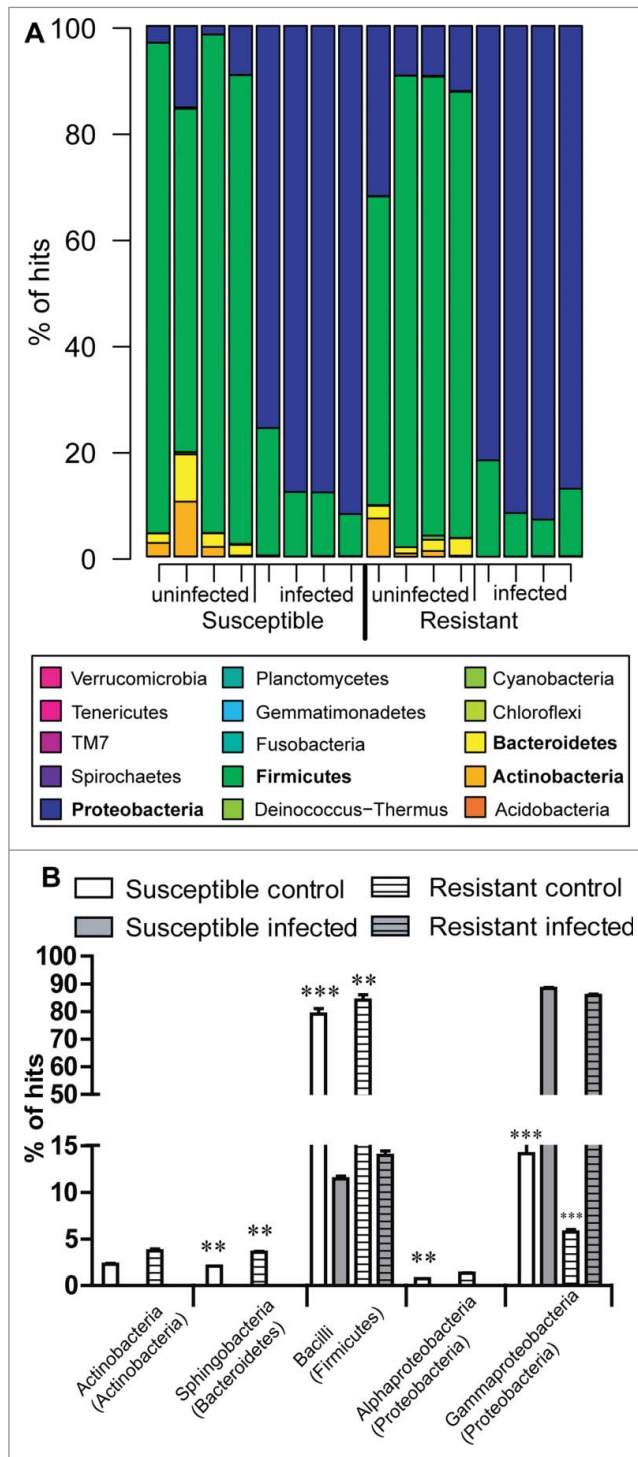 A
100
80
60
40
20
0
% of hits
uninfected infected uninfected infected
Susceptible Resistant
Verrucomicrobia Planctomycetes Cyanobacteria
Tenericutes Gemmatimonadetes Chloroflexi
TM7 Fusobacteria Bacteroidetes
Spirochaetes Firmicutes Actinobacteria
Proteobacteria Deinococcus−Thermus Acidobacteria
B
Susceptible control Resistant control
Susceptible infected Resistant infected
100
90
80
70
60
50
15
10
5
0
% of hits
** ** *** ** ** *** ***
Actinobacteria
(Actinobacteria)
Sphingobacteria
(Bacteroidetes)
Bacilli
(Firmicutes)
Alphaproteobacteria
(Proteobacteria)
Gammaproteobacteria
(Proteobacteria)